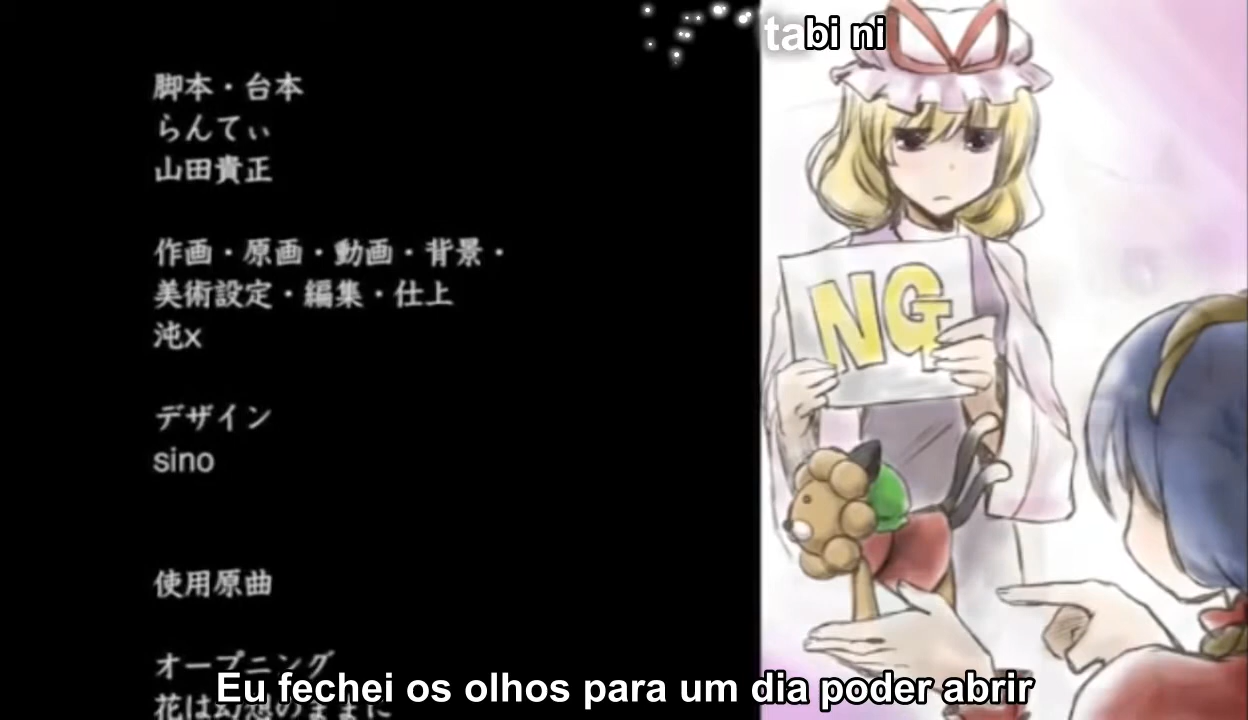 tabi ni
脚本・台本
らんてぃ
山田貴正
作画・原画・動画・背景・
美術設定・編集・仕上
沌x
デザイン
sino
使用原曲
オープニング
花は幻想のままに
NG
Eu fechei os olhos para um dia poder abrir